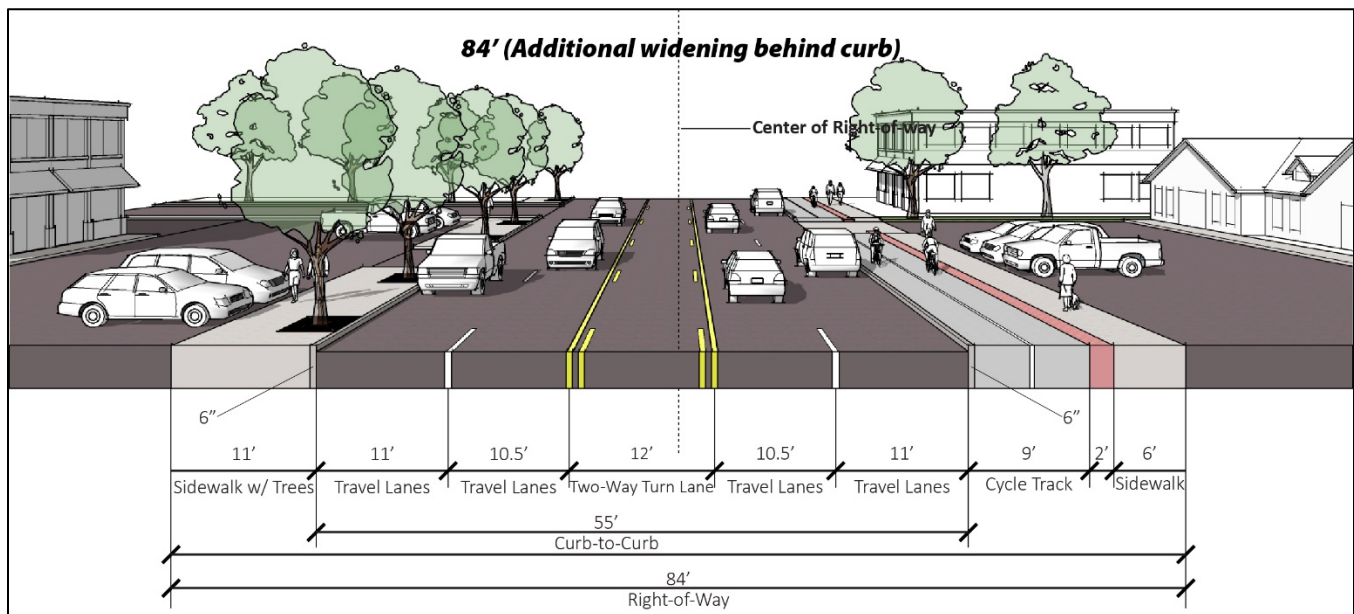 84’ (Additional widening behind curb)
Center of Right-of-way
6”
6”
11’
11’
10.5’
12’
10.5’
11’
9’
2’
6’
Sidewalk w/ Trees
Travel Lanes
Travel Lanes
Two-Way Turn Lane
Travel Lanes
Travel Lanes
Cycle Track
Sidewalk
55’
Curb-to-Curb
84’
Right-of-Way